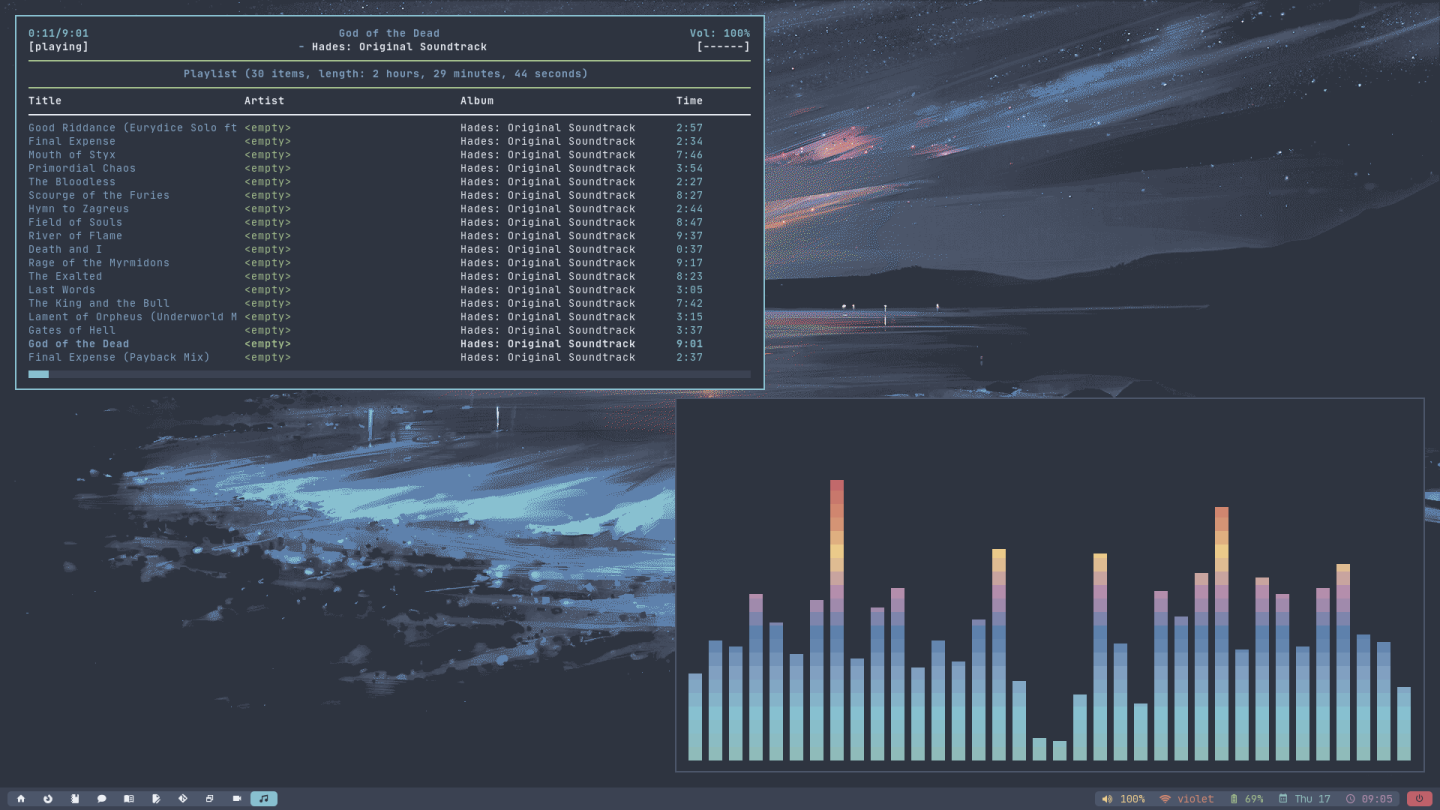 0:11/9:01 God of the Dead Vol: 100%
[playing] - Hades: Original Soundtrack [------]
Playlist (30 items, length: 2 hours, 29 minutes, 44 seconds)
Title Artist Album Time
Good Riddance (Eurydice Solo ft <empty> Hades: Original Soundtrack 2:57
Final Expense <empty> Hades: Original Soundtrack 2:34
Mouth of Styx <empty> Hades: Original Soundtrack 7:46
Primordial Chaos <empty> Hades: Original Soundtrack 3:54
The Bloodless <empty> Hades: Original Soundtrack 2:27
Scourge of the Furies <empty> Hades: Original Soundtrack 8:27
Hymn to Zagreus <empty> Hades: Original Soundtrack 2:44
Field of Souls <empty> Hades: Original Soundtrack 8:47
River of Flame <empty> Hades: Original Soundtrack 9:37
Death and I <empty> Hades: Original Soundtrack 0:37
Rage of the Myrmidons <empty> Hades: Original Soundtrack 9:17
The Exalted <empty> Hades: Original Soundtrack 8:23
Last Words <empty> Hades: Original Soundtrack 3:05
The King and the Bull <empty> Hades: Original Soundtrack 7:42
Lament of Orpheus (Underworld M <empty> Hades: Original Soundtrack 3:15
Gates of Hell <empty> Hades: Original Soundtrack 3:37
God of the Dead <empty> Hades: Original Soundtrack 9:01
Final Expense (Payback Mix) <empty> Hades: Original Soundtrack 2:37
100% violet 69% Thu 17 09:05